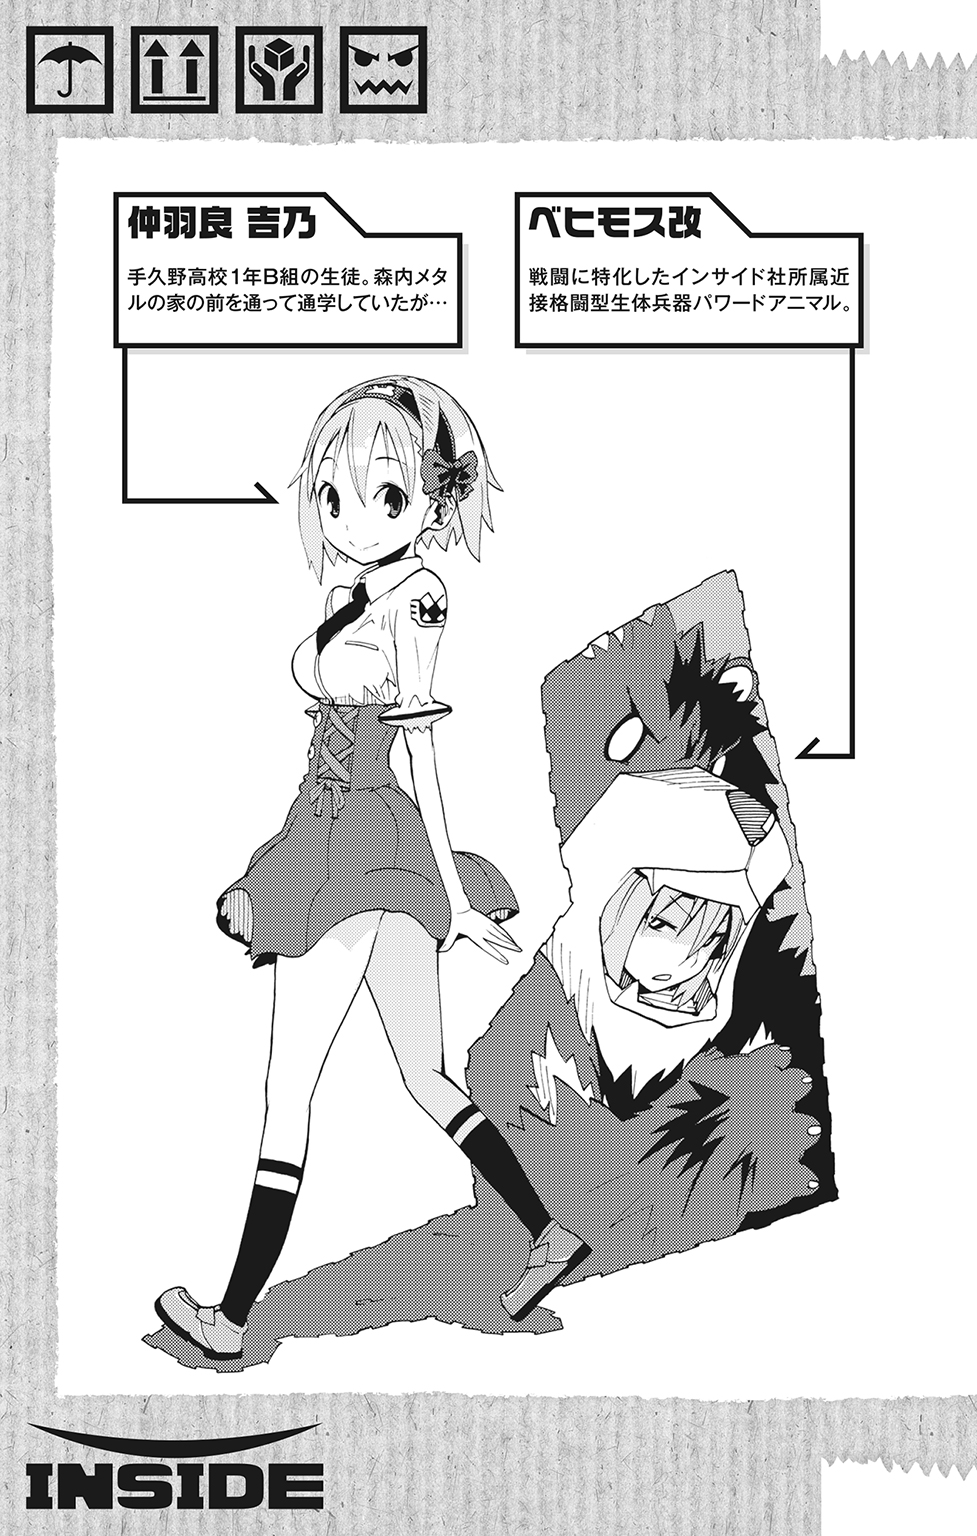 仲羽良 吉乃
手久野高校1年B組の生徒。森内メタ
ルの家の前を通って通学していたが…
ベヒモス改
戦闘に特化したインサイド社所属近
接格闘型生体兵器パワードアニマル。
INSIDE